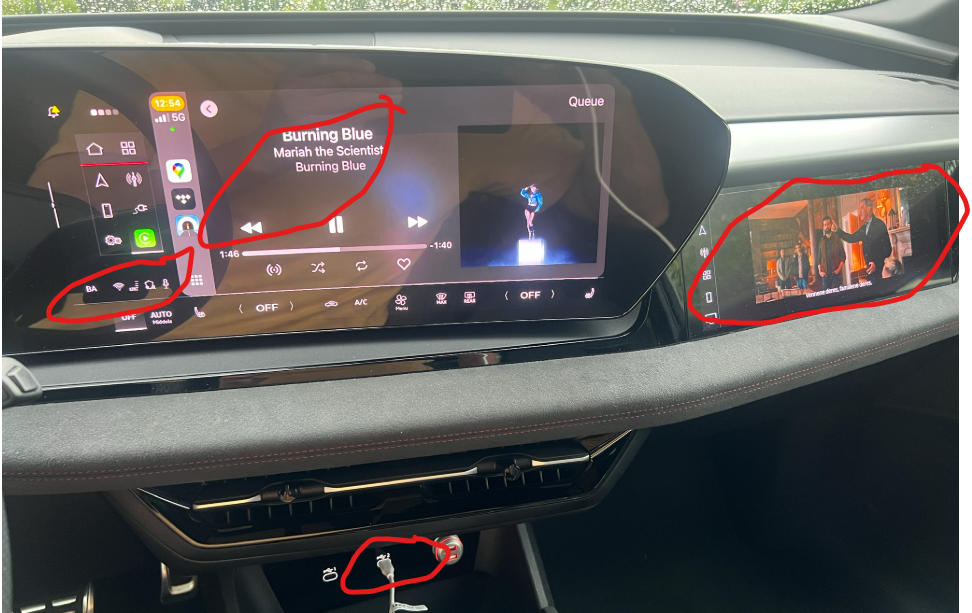 12:54
5G
Queue
Burning Blue
Mariah the Scientist
Burning Blue
1:46
-1:40
BA
OFF
AUTO
OFF
A/C
Menu
MAX
REAR
OFF